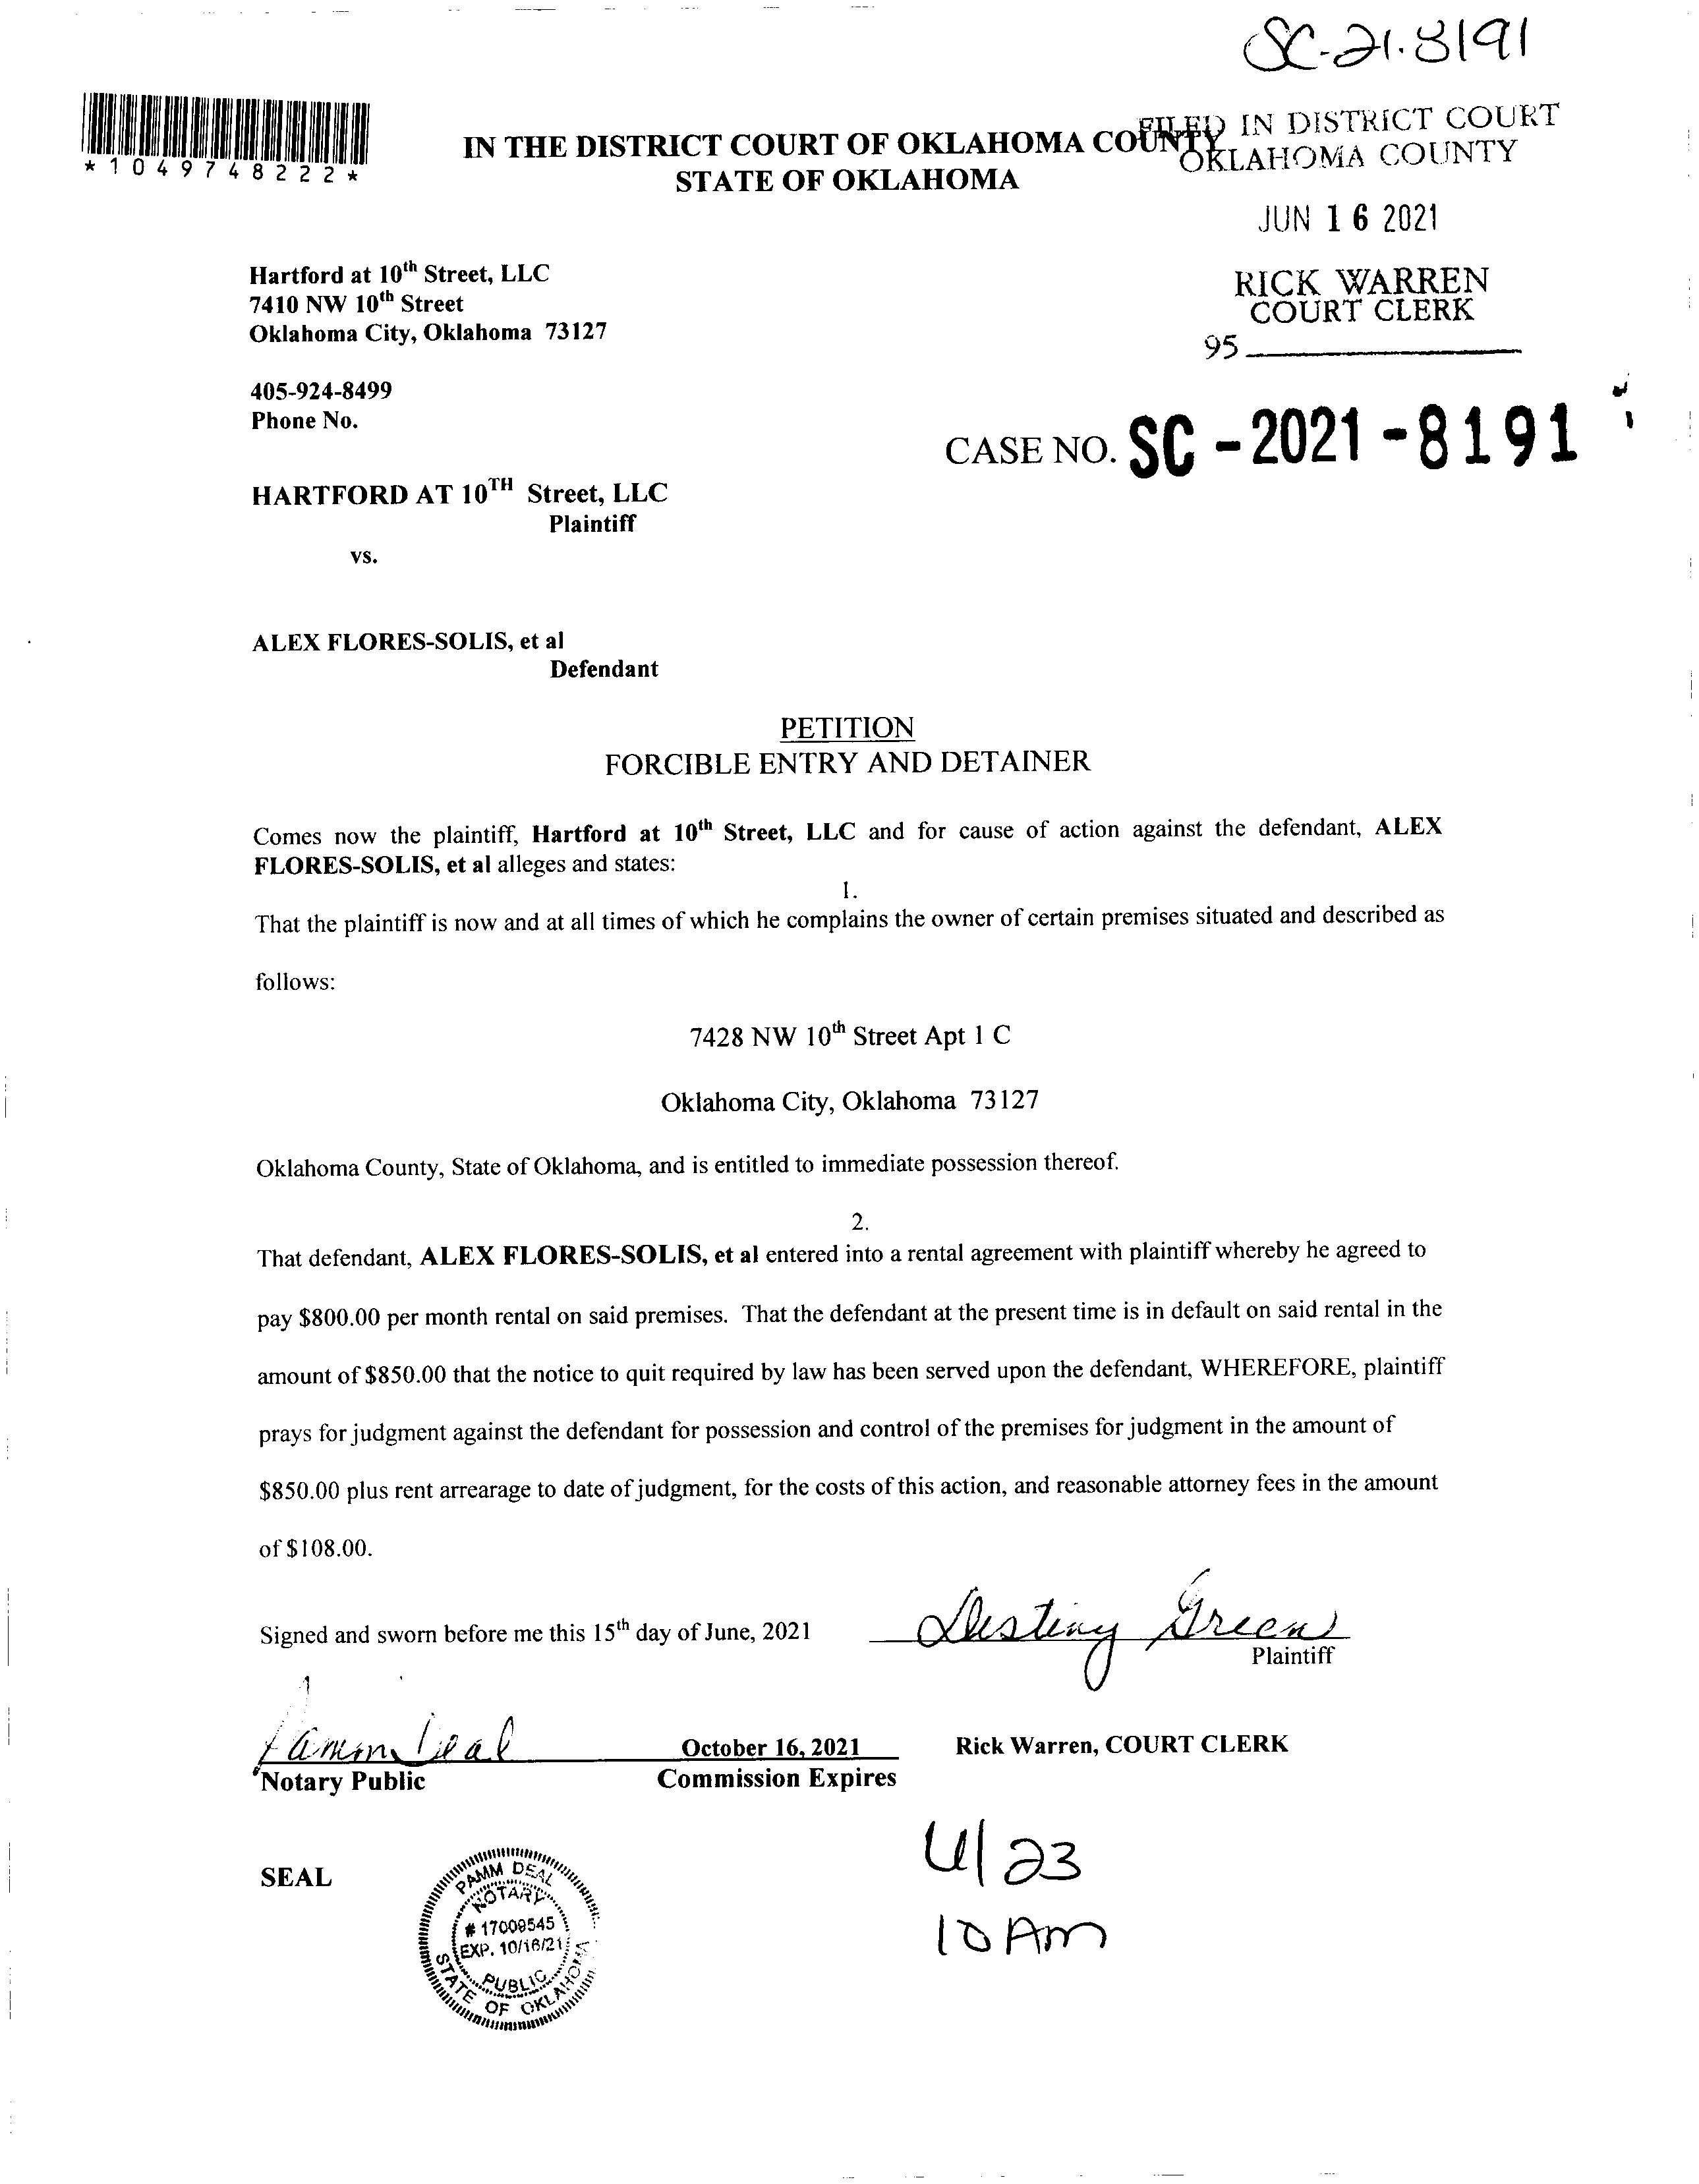 SC-21-8191
*1049748222*
IN THE DISTRICT COURT OF OKLAHOMA COUNTY
STATE OF OKLAHOMA
FILED IN DISTRICT COURT
OKLAHOMA COUNTY
JUN 16 2021
RICK WARREN
COURT CLERK
95
Hartford at 10th Street, LLC
7410 NW 10th Street
Oklahoma City, Oklahoma 73127
405-924-8499
Phone No.
CASE NO. SC-2021-8191
HARTFORD AT 10TH Street, LLC
Plaintiff
vs.
ALEX FLORES-SOLIS, et al
Defendant
PETITION
FORCIBLE ENTRY AND DETAINER
Comes now the plaintiff, Hartford at 10th Street, LLC and for cause of action against the defendant, ALEX
FLORES-SOLIS, et al alleges and states:
1.
That the plaintiff is now and at all times of which he complains the owner of certain premises situated and described as
follows:
7428 NW 10th Street Apt 1 C
Oklahoma City, Oklahoma 73127
Oklahoma County, State of Oklahoma, and is entitled to immediate possession thereof.
2.
That defendant, ALEX FLORES-SOLIS, et al entered into a rental agreement with plaintiff whereby he agreed to
pay $800.00 per month rental on said premises. That the defendant at the present time is in default on said rental in the
amount of $850.00 that the notice to quit required by law has been served upon the defendant, WHEREFORE, plaintiff
prays for judgment against the defendant for possession and control of the premises for judgment in the amount of
$850.00 plus rent arrearage to date of judgment, for the costs of this action, and reasonable attorney fees in the amount
of $108.00.
Signed and sworn before me this 15th day of June, 2021
Destiny Green
Plaintiff
Pamm Deal
Notary Public
October 16, 2021
Commission Expires
Rick Warren, COURT CLERK
SEAL
PAMM DEAL
NOTARY
# 17009545
EXP. 10/16/21
PUBLIC
STATE OF OKLAHOMA
23
10 Am